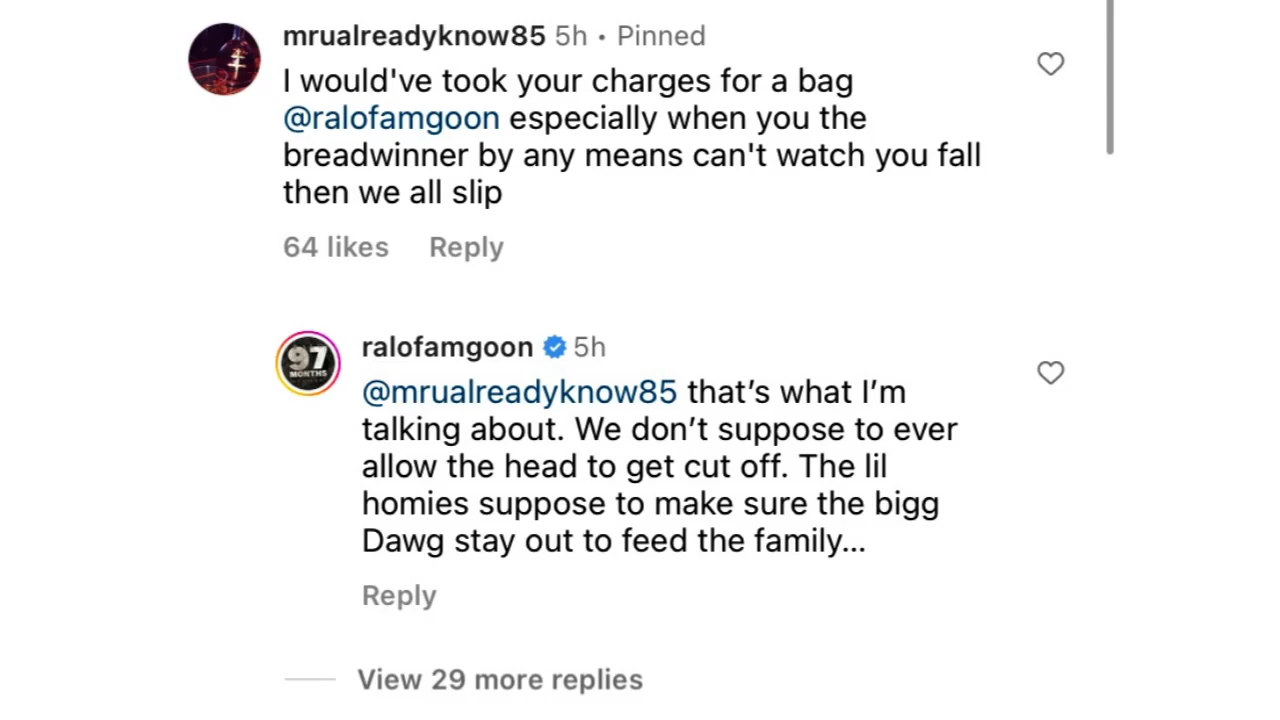 mrualreadyknow85 5h • Pinned
I would've took your charges for a bag
@ralofamgoon especially when you the
breadwinner by any means can't watch you fall
then we all slip
64 likes Reply
97
MONTHS
ralofamgoon 5h
@mrualreadyknow85 that’s what I’m
talking about. We don’t suppose to ever
allow the head to get cut off. The lil
homies suppose to make sure the bigg
Dawg stay out to feed the family...
Reply
View 29 more replies